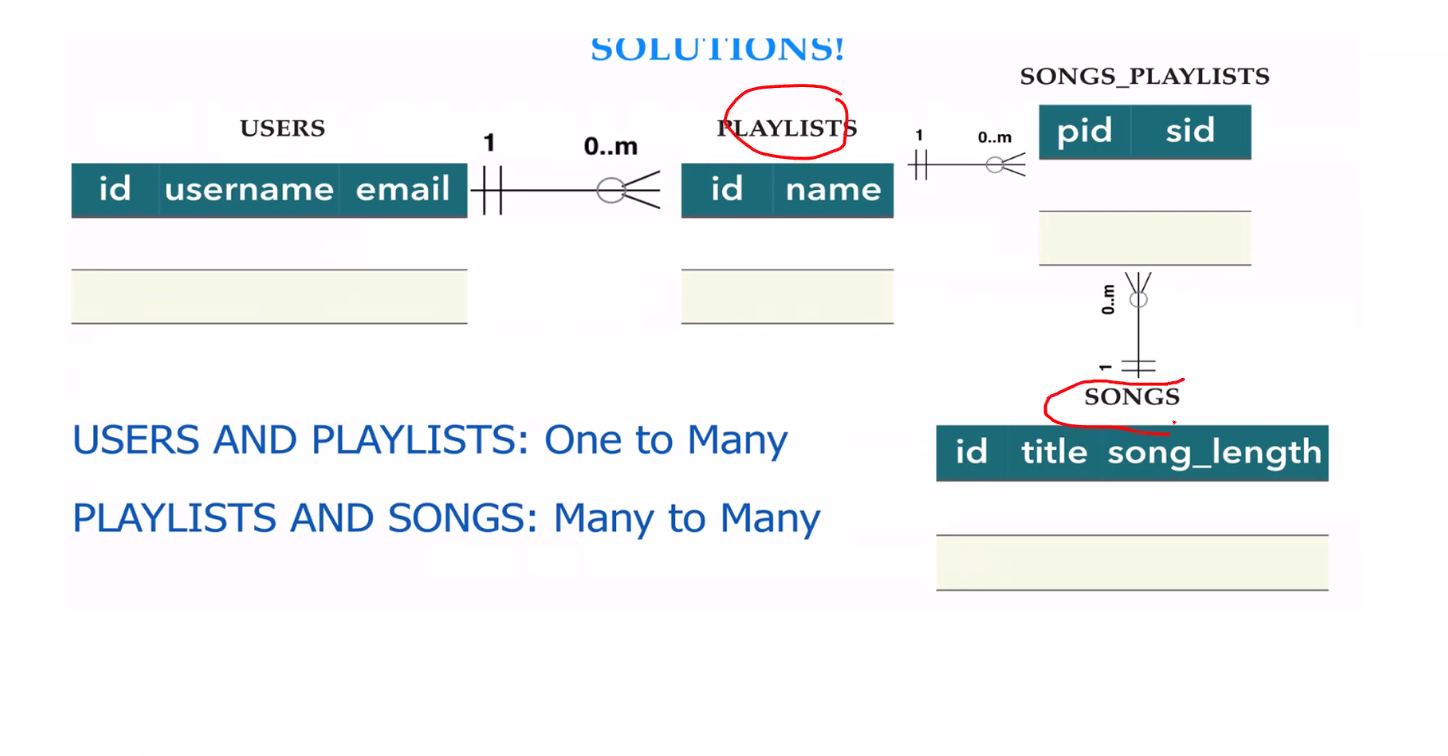 SOLUTIONS!
SONGS_PLAYLISTS
USERS
PLAYLISTS
1
0..m
1
0..m
pid sid
id username email
id name
0..m
1
SONGS
id title song_length
USERS AND PLAYLISTS: One to Many
PLAYLISTS AND SONGS: Many to Many